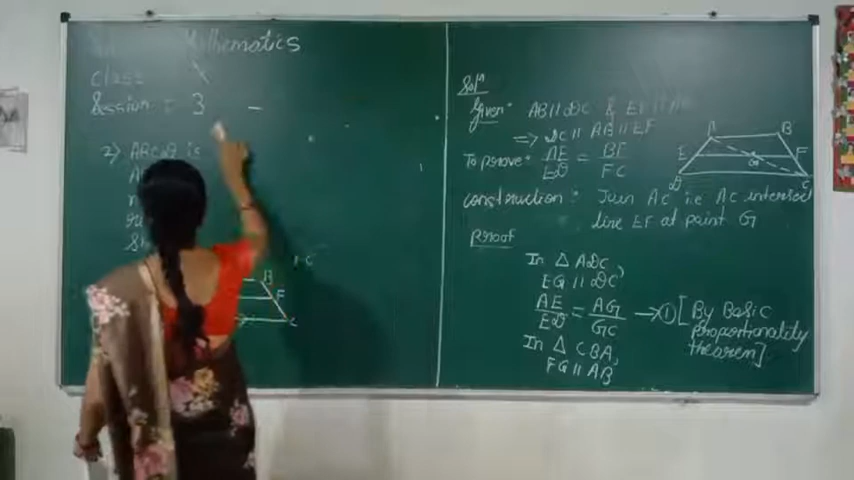 Mathematics
Class
Session : 3
2) ABCD is
B
F
C
Solⁿ
Given: AB || DC & EF || AB
⇒ DC || AB || EF
To prove: AE/ED = BF/FC
construction: Join AC i.e AC intersect
line EF at point G
Proof
In △ ADC,
EG || DC,
AE/ED = AG/GC → ① [By Basic
Proportionality
theorem]
In △ CBA,
FG || AB
A B
E G F
D C